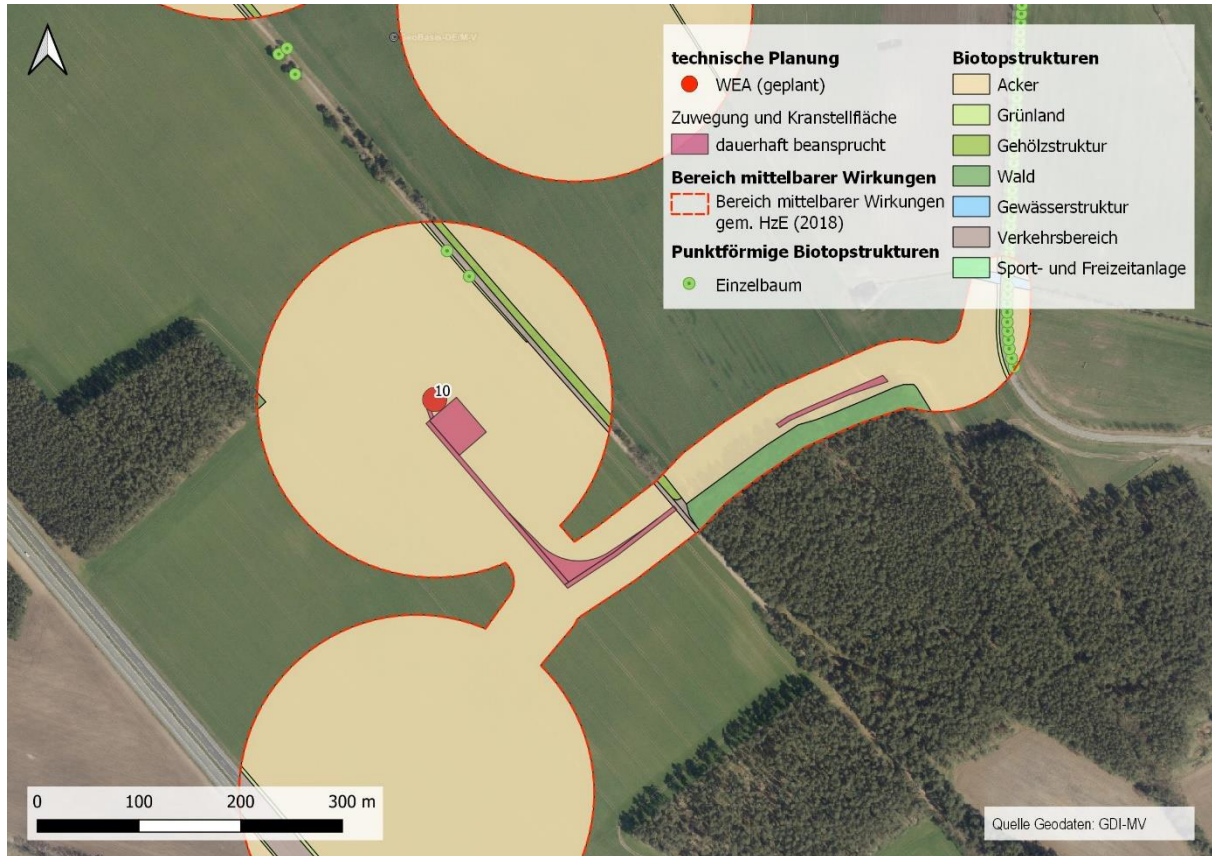 © GeoBasis-DE/M-V
technische Planung
WEA (geplant)
Zuwegung und Kranstellfläche
dauerhaft beansprucht
Bereich mittelbarer Wirkungen
Bereich mittelbarer Wirkungen
gem. HzE (2018)
Punktförmige Biotopstrukturen
Einzelbaum
Biotopstrukturen
Acker
Grünland
Gehölzstruktur
Wald
Gewässerstruktur
Verkehrsbereich
Sport- und Freizeitanlage
10
0 100 200 300 m
Quelle Geodaten: GDI-MV